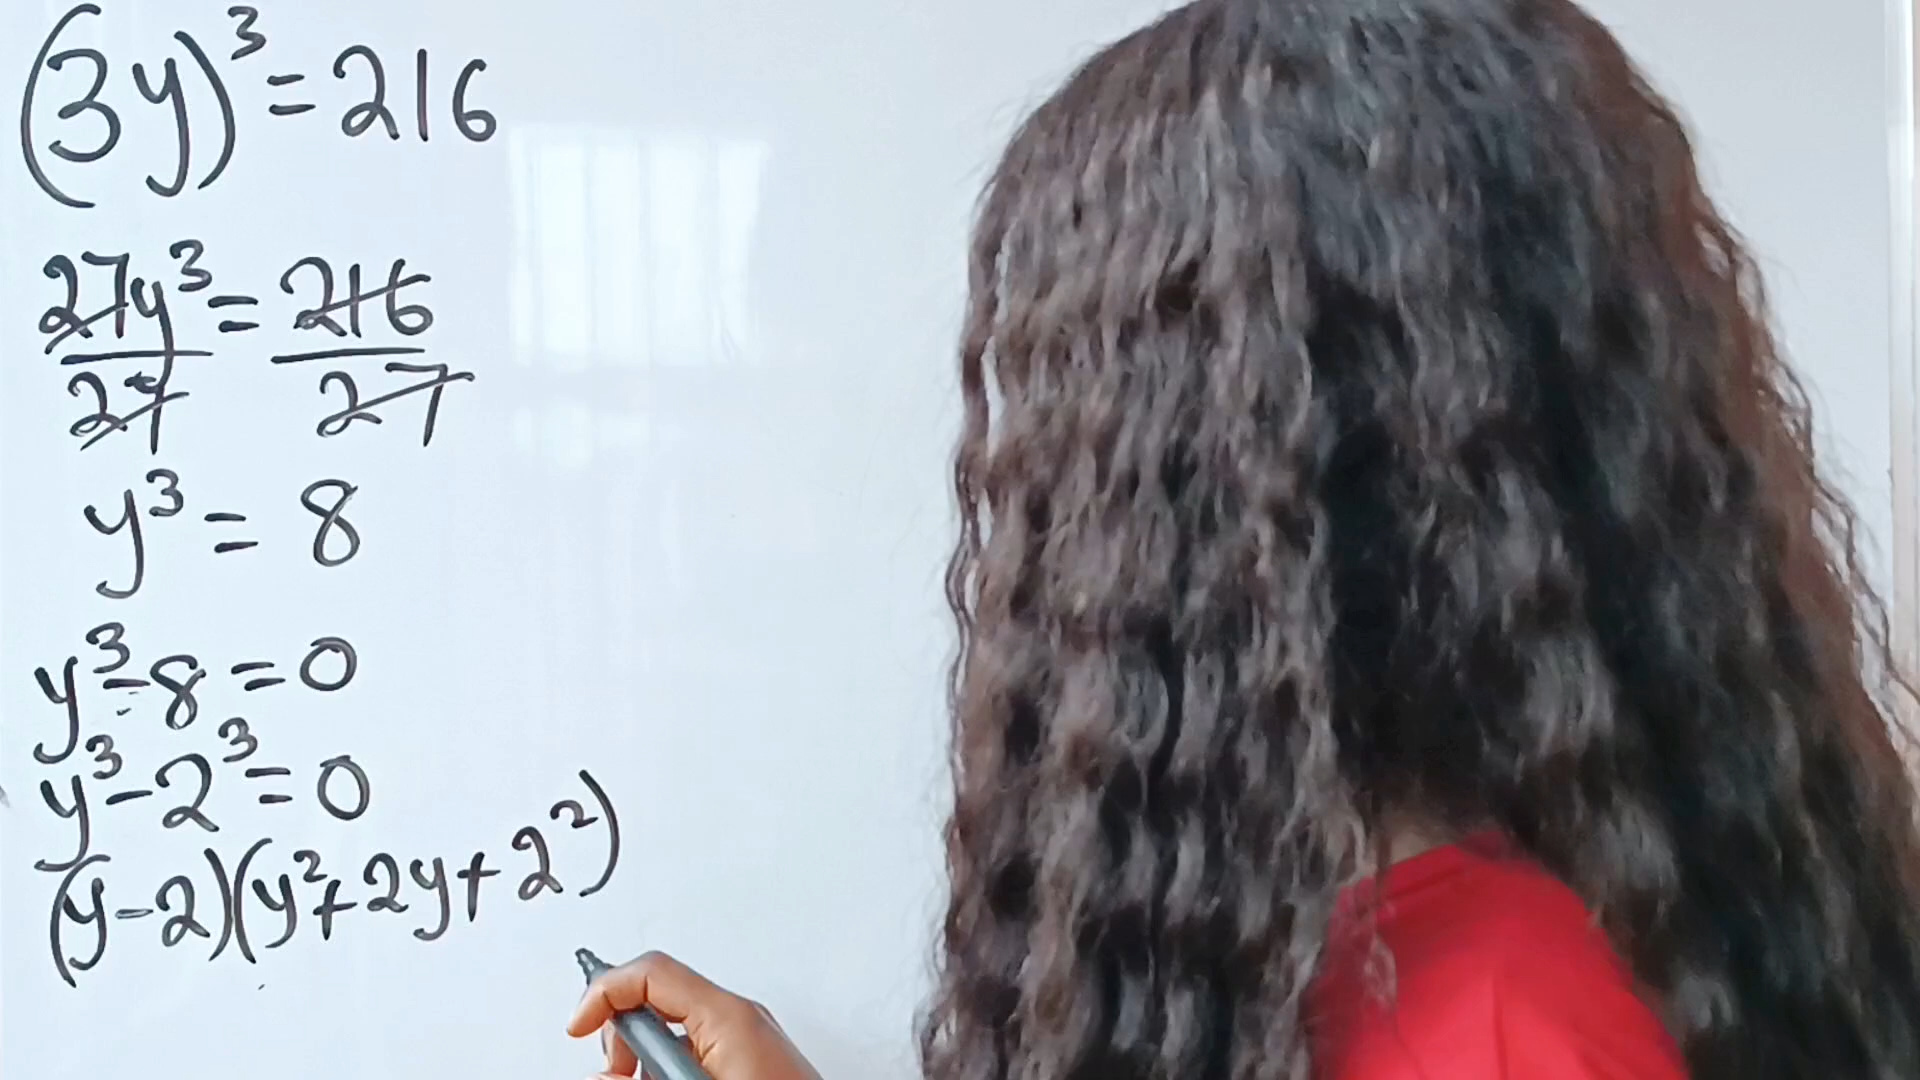 (3y)³ = 216
27y³/27 = 216/27
y³ = 8
y³-8 = 0
y³-2³ = 0
(y-2)(y²+2y+2²)